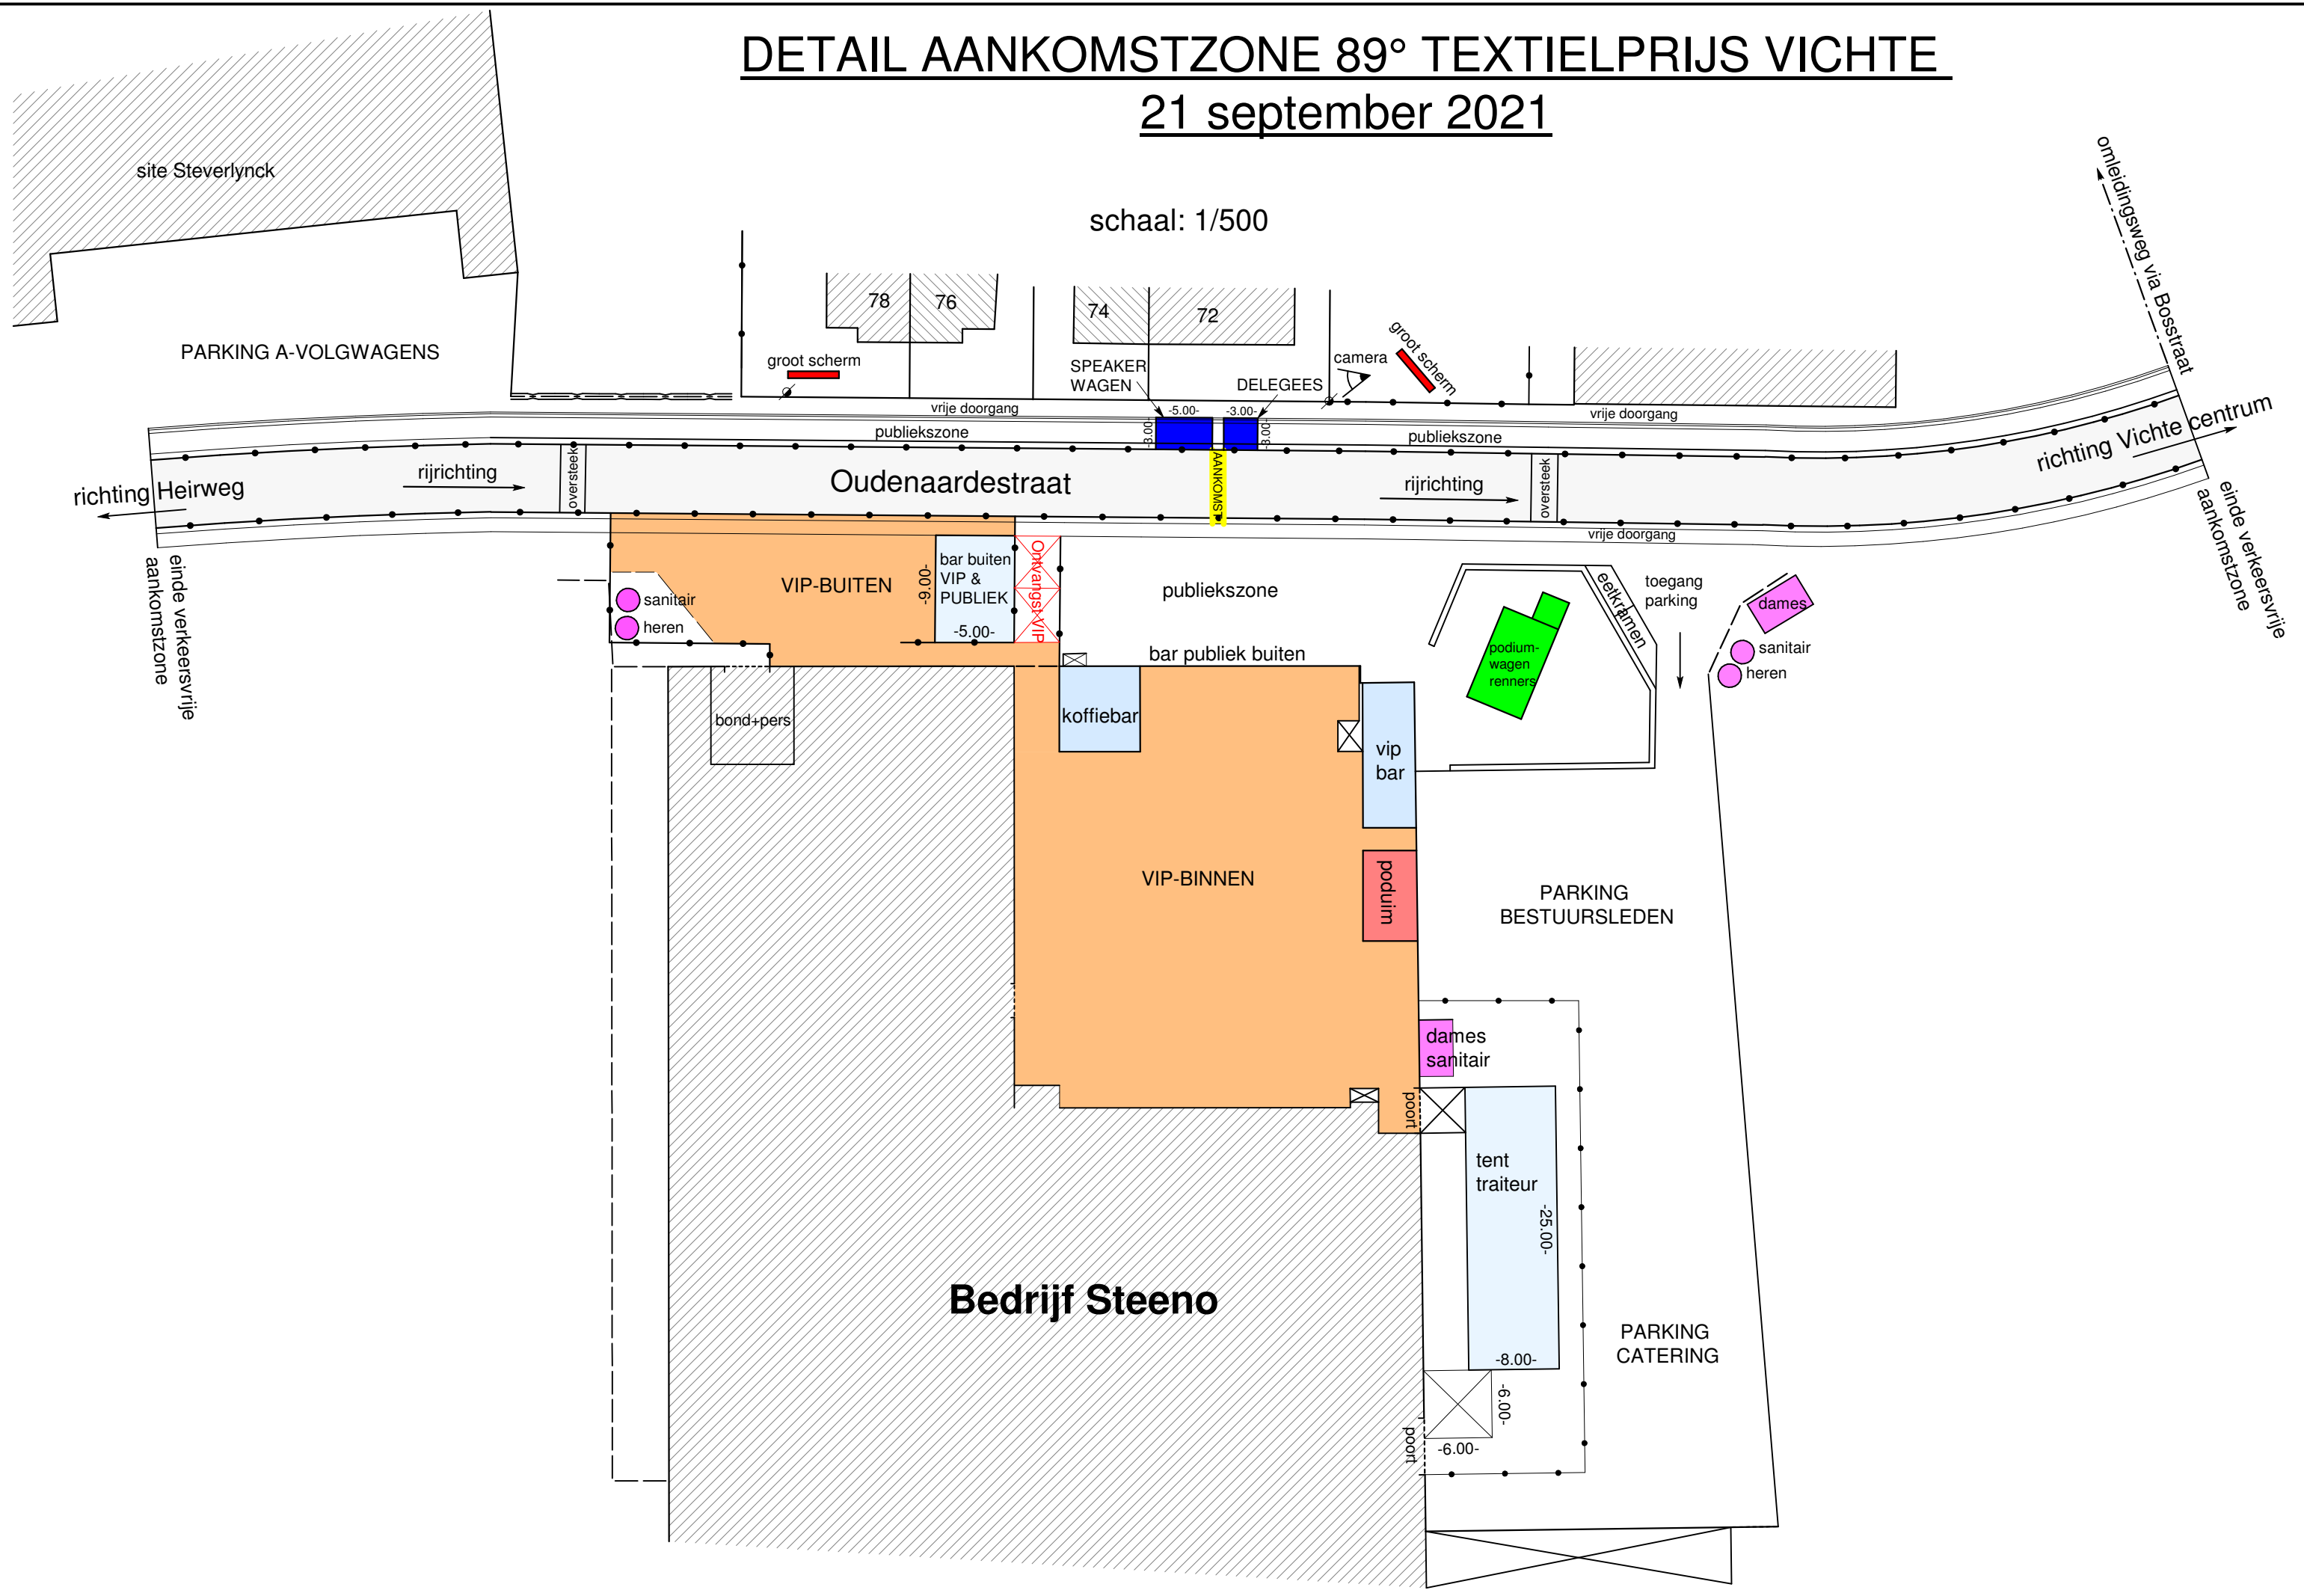 DETAIL AANKOMSTZONE 89° TEXTIELPRIJS VICHTE
21 september 2021
schaal: 1/500
site Steverlynck
PARKING A-VOLGWAGENS
omleidingsweg via Bosstraat
78
76
74
72
groot scherm
SPEAKER
WAGEN
DELEGEES
camera
groot scherm
vrije doorgang
vrije doorgang
-5.00-
-3.00-
-3.00-
-3.00-
publiekszone
publiekszone
richting Heirweg
rijrichting
oversteek
Oudenaardestraat
AANKOMST
rijrichting
oversteek
richting Vichte centrum
vrije doorgang
einde verkeersvrije
aankomstzone
einde verkeersvrije
aankomstzone
VIP-BUITEN
-9.00-
bar buiten
VIP &
PUBLIEK
-5.00-
Ontvangst-VIP
sanitair
heren
publiekszone
bar publiek buiten
eetkramen
toegang
parking
dames
sanitair
heren
podium-
wagen
renners
bond+pers
koffiebar
vip
bar
VIP-BINNEN
poduim
PARKING
BESTUURSLEDEN
dames
sanitair
poort
tent
traiteur
-25.00-
-8.00-
Bedrijf Steeno
PARKING
CATERING
-6.00-
-6.00-
poort